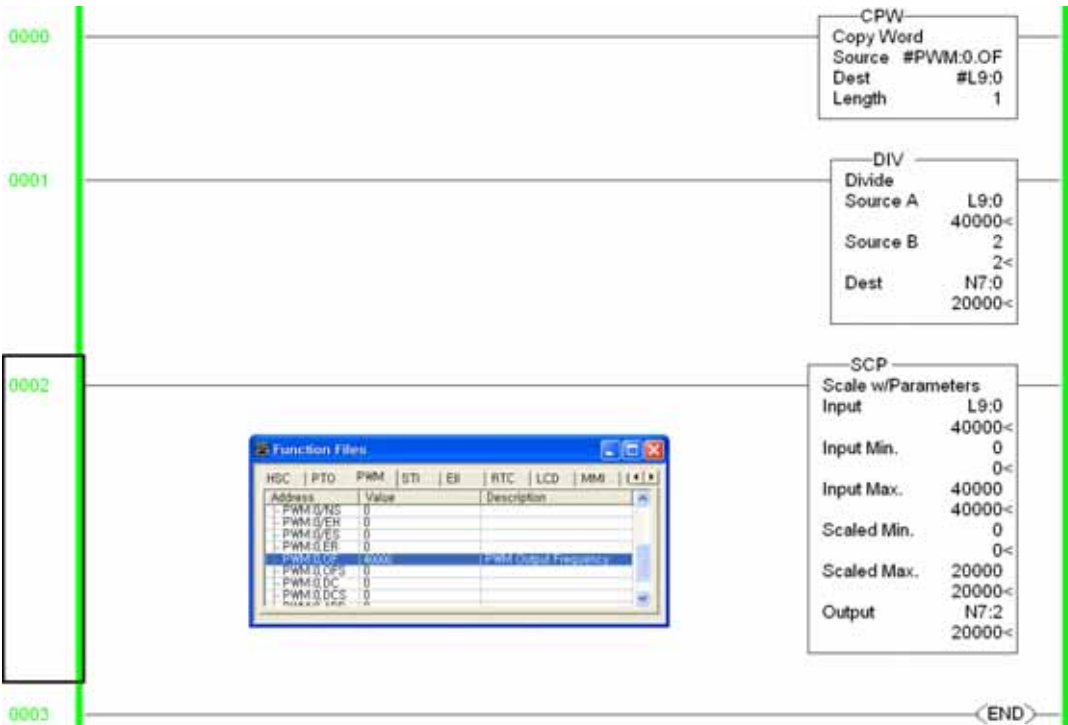 0000
CPW
Copy Word
Source #PWM:0.OF
Dest #L9:0
Length 1
0001
DIV
Divide
Source A L9:0
40000<
Source B 2
2<
Dest N7:0
20000<
0002
SCP
Scale w/Parameters
Input L9:0
40000<
Input Min. 0
0<
Input Max. 40000
40000<
Scaled Min. 0
0<
Scaled Max. 20000
20000<
Output N7:2
20000<
Function Files
HSC PTO PWM STI EII RTC LCD MMI
Address Value Description
PWM:0/NS 0
PWM:0/EH 0
PWM:0/ES 0
PWM:0.ER 0
PWM:0.OF 40000 PWM Output Frequency
PWM:0.OFS 0
PWM:0.DC 0
PWM:0.DCS 0
0003
END